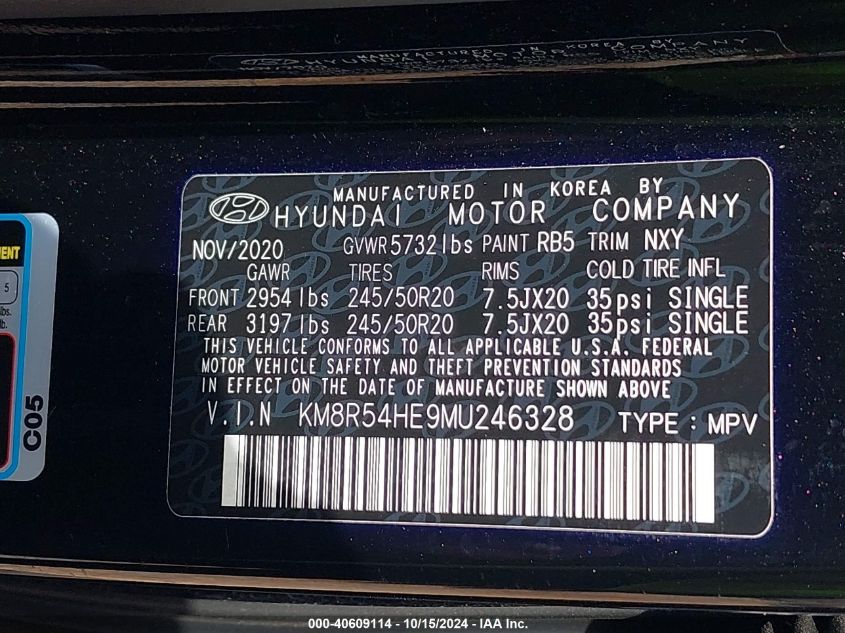 MANUFACTURED IN KOREA BY
HYUNDAI MOTOR COMPANY
NOV/2020 GVWR 5732 lbs PAINT RB5 TRIM NXY
GAWR TIRES RIMS COLD TIRE INFL
FRONT 2954 lbs 245/50R20 7.5JX20 35psi SINGLE
REAR 3197 lbs 245/50R20 7.5JX20 35psi SINGLE
THIS VEHICLE CONFORMS TO ALL APPLICABLE U.S.A. FEDERAL
MOTOR VEHICLE SAFETY AND THEFT PREVENTION STANDARDS
IN EFFECT ON THE DATE OF MANUFACTURE SHOWN ABOVE
V.I.N KM8R54HE9MU246328 TYPE : MPV
5
lbs.
lb.
C05
000-40609114 - 10/15/2024 - IAA Inc.